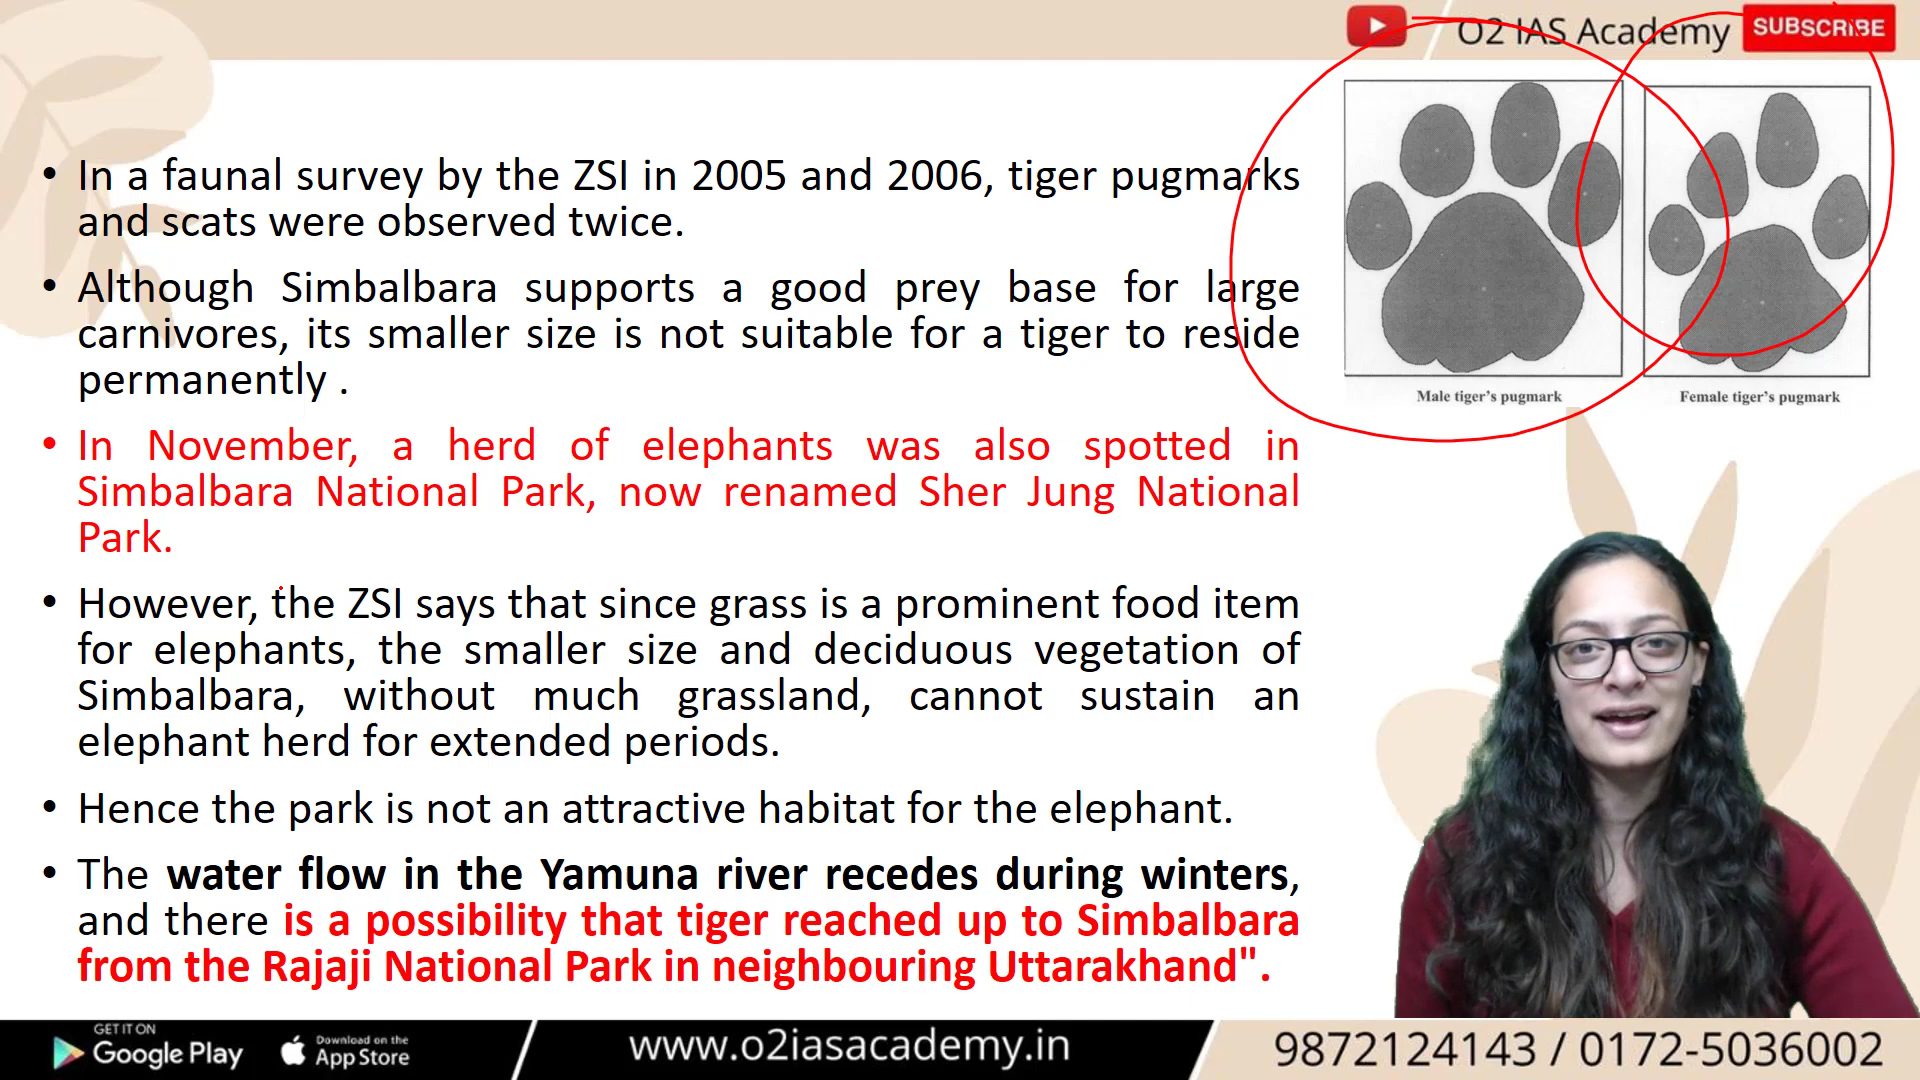 O2 IAS Academy
SUBSCRIBE
• In a faunal survey by the ZSI in 2005 and 2006, tiger pugmarks
and scats were observed twice.
• Although Simbalbara supports a good prey base for large
carnivores, its smaller size is not suitable for a tiger to reside
permanently .
• In November, a herd of elephants was also spotted in
Simbalbara National Park, now renamed Sher Jung National
Park.
• However, the ZSI says that since grass is a prominent food item
for elephants, the smaller size and deciduous vegetation of
Simbalbara, without much grassland, cannot sustain an
elephant herd for extended periods.
• Hence the park is not an attractive habitat for the elephant.
• The water flow in the Yamuna river recedes during winters,
and there is a possibility that tiger reached up to Simbalbara
from the Rajaji National Park in neighbouring Uttarakhand".
Male tiger's pugmark
Female tiger's pugmark
GET IT ON
Google Play
Download on the
App Store
www.o2iasacademy.in
9872124143 / 0172-5036002